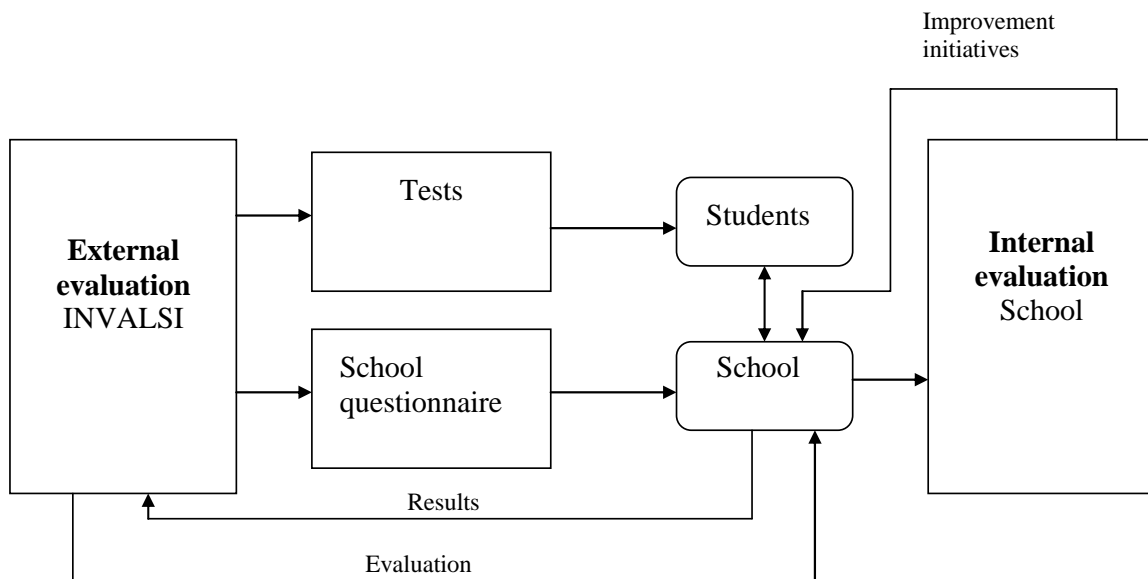 Improvement
initiatives
Tests
Students
External
evaluation
INVALSI
Internal
evaluation
School
School
questionnaire
School
Results
Evaluation